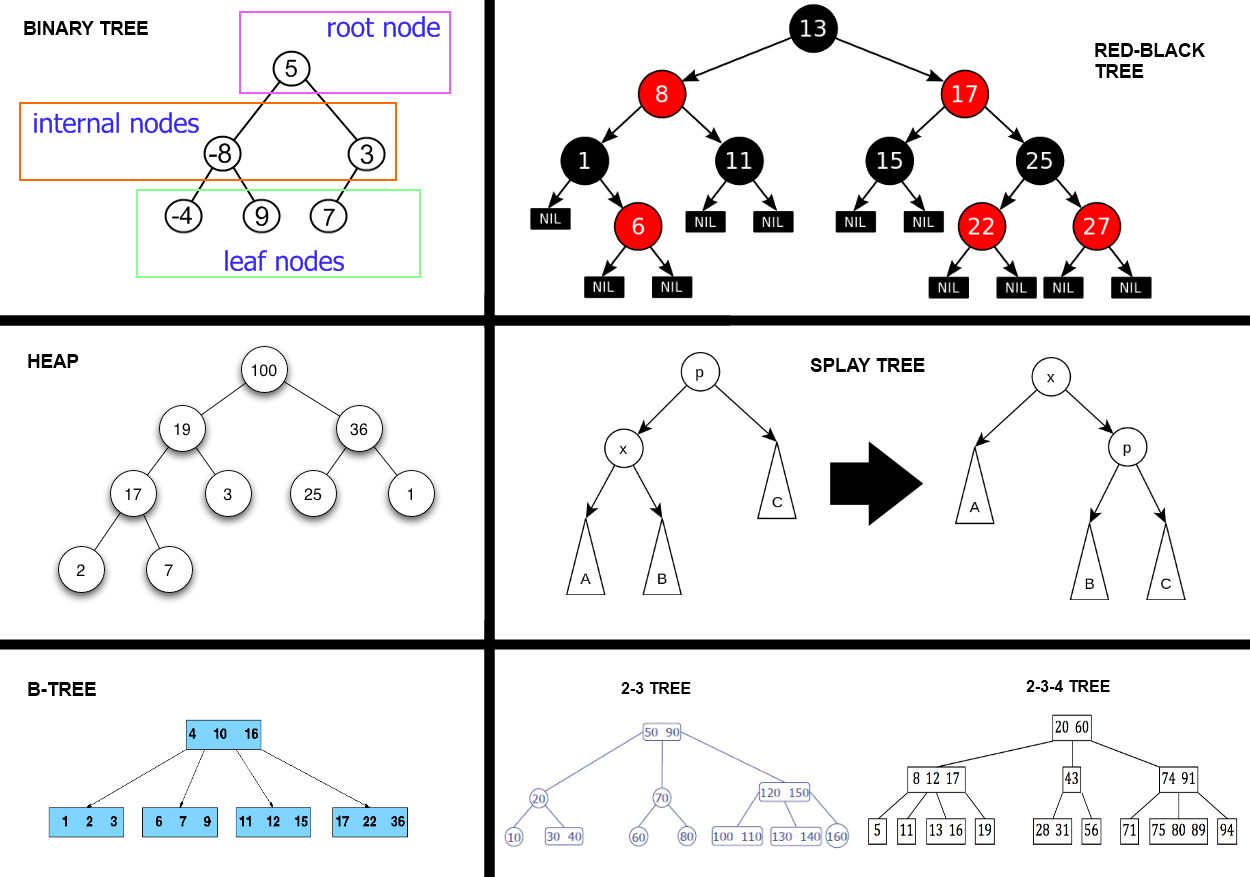 BINARY TREE
root node
5
internal nodes
-8
3
-4
9
7
leaf nodes
RED-BLACK
TREE
13
8
17
1
11
15
25
NIL
6
NIL
NIL
NIL
NIL
22
27
NIL
NIL
NIL
NIL
NIL
NIL
HEAP
100
19
36
17
3
25
1
2
7
SPLAY TREE
p
x
C
A
B
x
p
A
B
C
B-TREE
4 10 16
1 2 3
6 7 9
11 12 15
17 22 36
2-3 TREE
50 90
20
70
120 150
10
30 40
60
80
100 110
130 140
160
2-3-4 TREE
20 60
8 12 17
43
74 91
5
11
13 16
19
28 31
56
71
75 80 89
94